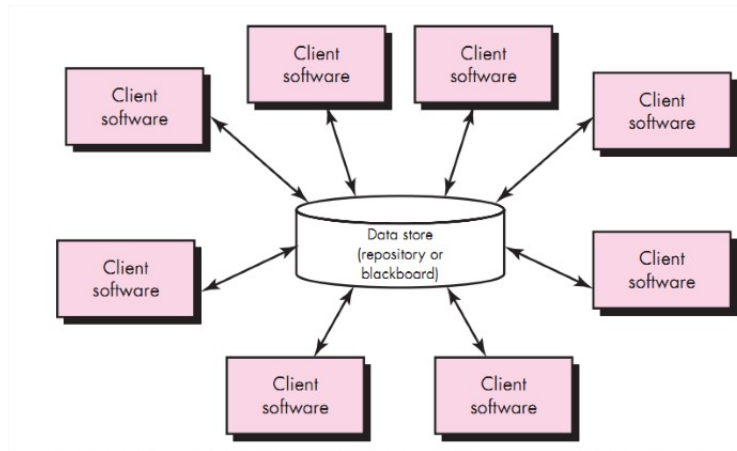 Client
software
Client
software
Client
software
Client
software
Data store
(repository or
blackboard)
Client
software
Client
software
Client
software
Client
software